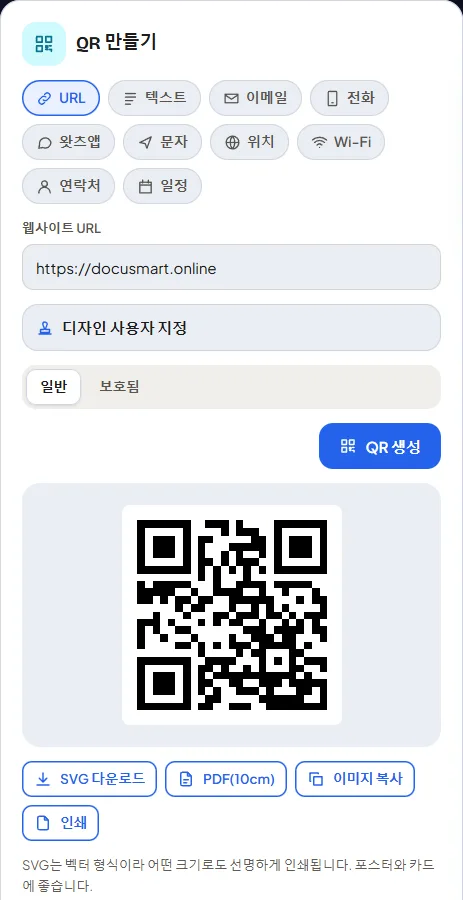 QR 만들기
URL 텍스트 이메일 전화
왓츠앱 문자 위치 Wi-Fi
연락처 일정
웹사이트 URL
https://docusmart.online
디자인 사용자 지정
일반 보호됨
QR 생성
SVG 다운로드 PDF(10cm) 이미지 복사
인쇄
SVG는 벡터 형식이라 어떤 크기로도 선명하게 인쇄됩니다. 포스터와 카드
에 좋습니다.